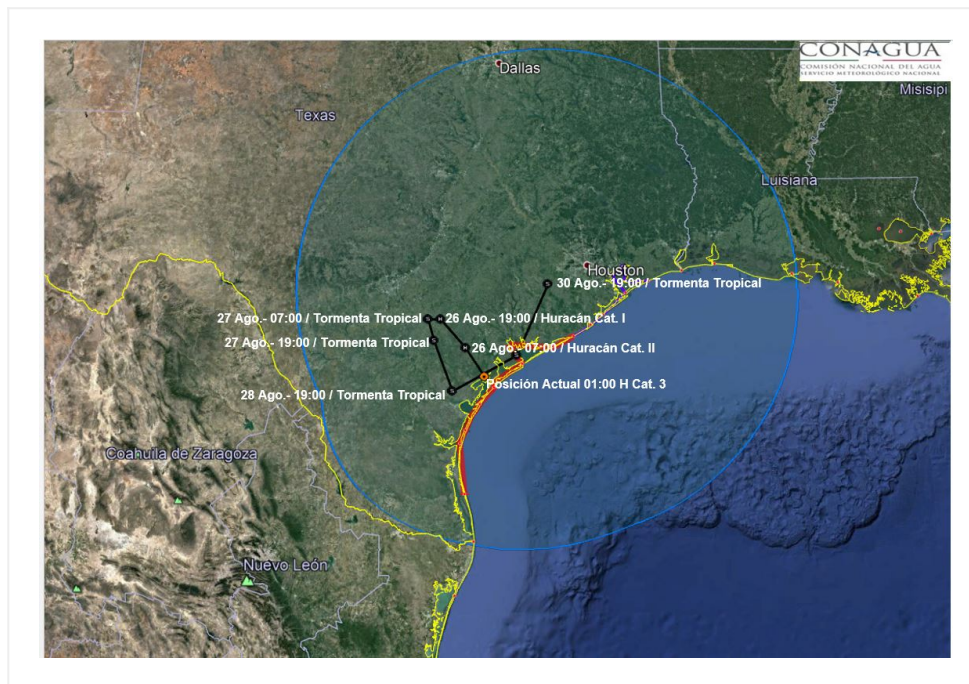 CONAGUA
COMISIÓN NACIONAL DEL AGUA
SERVICIO METEOROLÓGICO NACIONAL
Dallas
Misisipi
Texas
Luisiana
Houston
30 Ago.- 19:00 / Tormenta Tropical
27 Ago.- 07:00 / Tormenta Tropical
26 Ago.- 19:00 / Huracán Cat. I
27 Ago.- 19:00 / Tormenta Tropical
26 Ago.- 07:00 / Huracán Cat. II
Posición Actual 01:00 H Cat. 3
28 Ago.- 19:00 / Tormenta Tropical
Coahuila de Zaragoza
Nuevo León